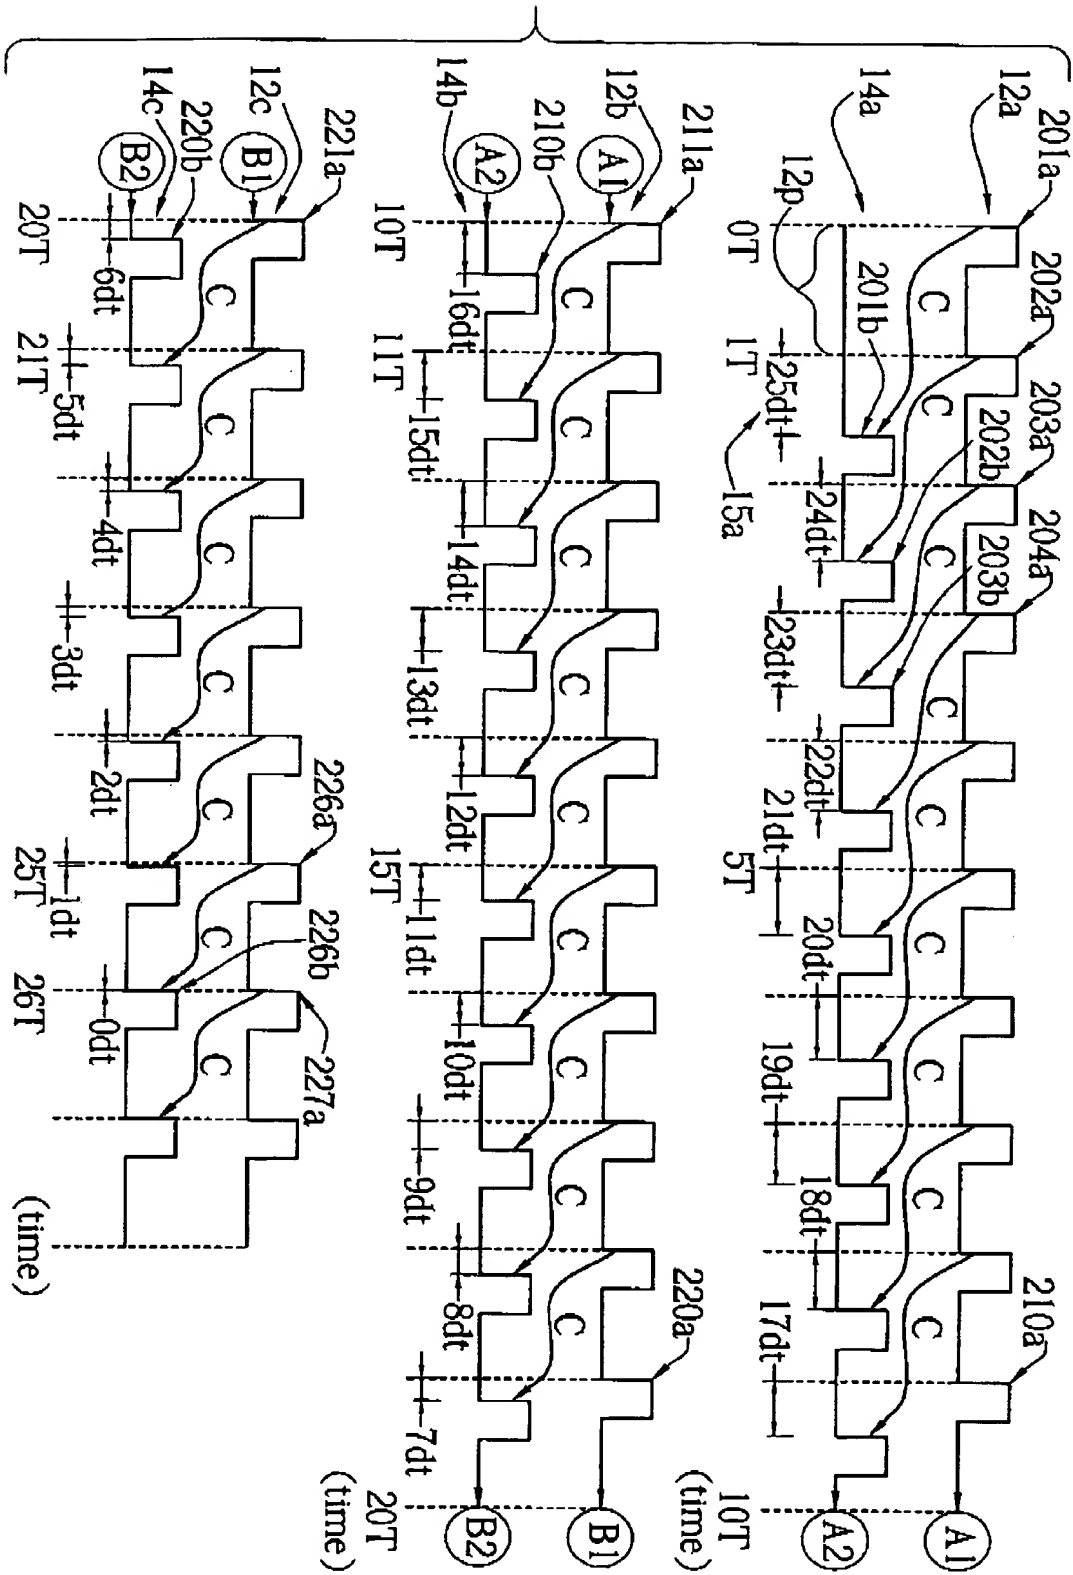 201a 202a 203a 204a 210a
12a
C C C C C C C C C
A1
14a
12p 201b 202b 203b
A2
24dt 22dt 20dt 18dt
25dt 23dt 21dt 19dt 17dt
15a
0T 1T 5T 10T
(time)
211a 220a
12b
A1
C C C C C C C C C
B1
210b
14b
A2
B2
16dt 15dt 14dt 13dt 12dt 11dt 10dt 9dt 8dt 7dt
10T 11T 15T 20T
(time)
221a 226a 227a
12c
B1
C C C C C C C
220b 226b
14c
B2
6dt 5dt 4dt 3dt 2dt 1dt 0dt
20T 21T 25T 26T
(time)